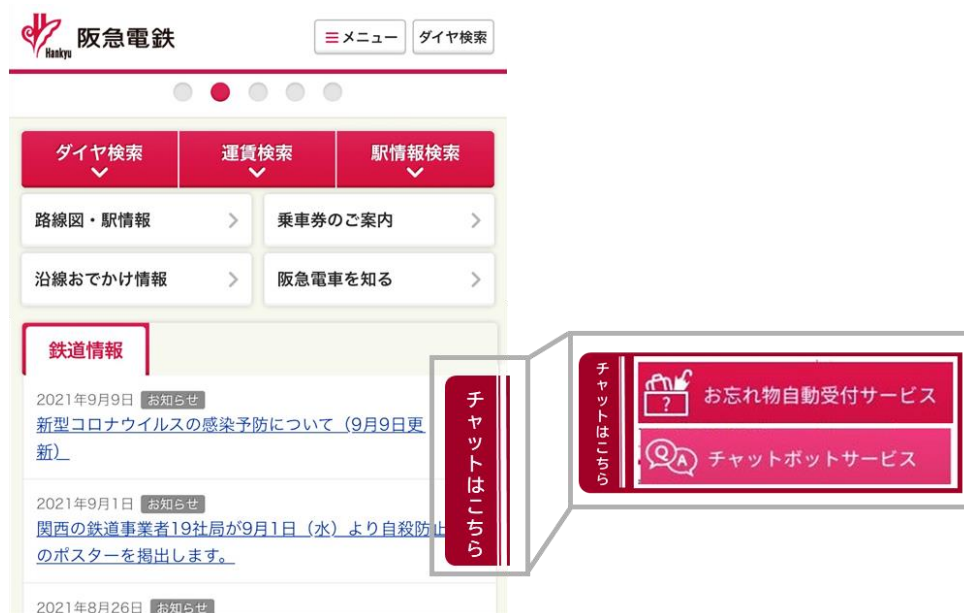 Hankyu
阪急電鉄
メニュー
ダイヤ検索
ダイヤ検索
運賃検索
駅情報検索
路線図・駅情報
乗車券のご案内
沿線おでかけ情報
阪急電車を知る
鉄道情報
2021年9月9日 お知らせ
新型コロナウイルスの感染予防について（9月9日更
新）
2021年9月1日 お知らせ
関西の鉄道事業者19社局が9月1日（水）より自殺防止
のポスターを掲出します。
2021年8月26日 お知らせ
チャットはこちら
チャットはこちら
?
お忘れ物自動受付サービス
QA
チャットボットサービス